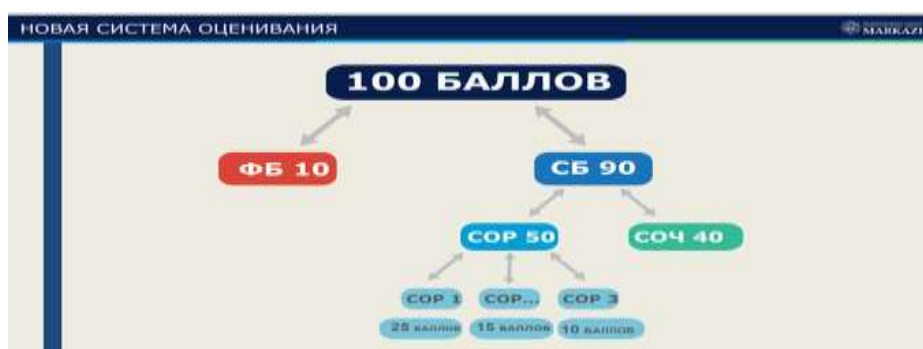 НОВАЯ СИСТЕМА ОЦЕНИВАНИЯ
MARKAZI
100 БАЛЛОВ
ФБ 10
СБ 90
СОР 50
СОЧ 40
СОР 1
СОР...
СОР 3
25 БАЛЛОВ
15 БАЛЛОВ
10 БАЛЛОВ